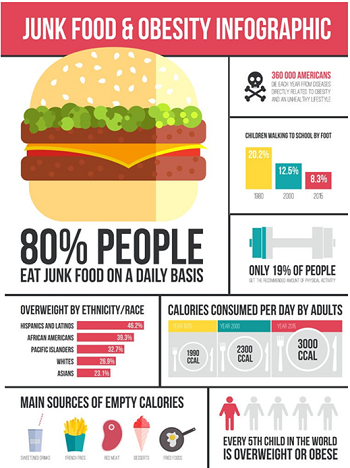 JUNK FOOD & OBESITY INFOGRAPHIC
360 000 AMERICANS
DIE EACH YEAR FROM DISEASES
DIRECTLY RELATED TO OBESITY
AND AN UNHEALTHY LIFESTYLE
CHILDREN WALKING TO SCHOOL BY FOOT
20.2%
12.5%
8.3%
1980
2000
2015
80% PEOPLE
EAT JUNK FOOD ON A DAILY BASIS
ONLY 19% OF PEOPLE
GET THE RECOMMENDED AMOUNT OF PHYSICAL ACTIVITY
OVERWEIGHT BY ETHNICITY/RACE
HISPANICS AND LATINOS 46.2%
AFRICAN AMERICANS 39.3%
PACIFIC ISLANDERS 32.7%
WHITES 26.9%
ASIANS 23.1%
CALORIES CONSUMED PER DAY BY ADULTS
YEAR
YEAR 2000
YEAR 2015
1990
CCAL
2300
CCAL
3000
CCAL
MAIN SOURCES OF EMPTY CALORIES
SWEETENED DRINKS
FRENCH-FRIES
RED MEAT
DESSERTS
FRIED FOODS
EVERY 5TH CHILD IN THE WORLD
IS OVERWEIGHT OR OBESE